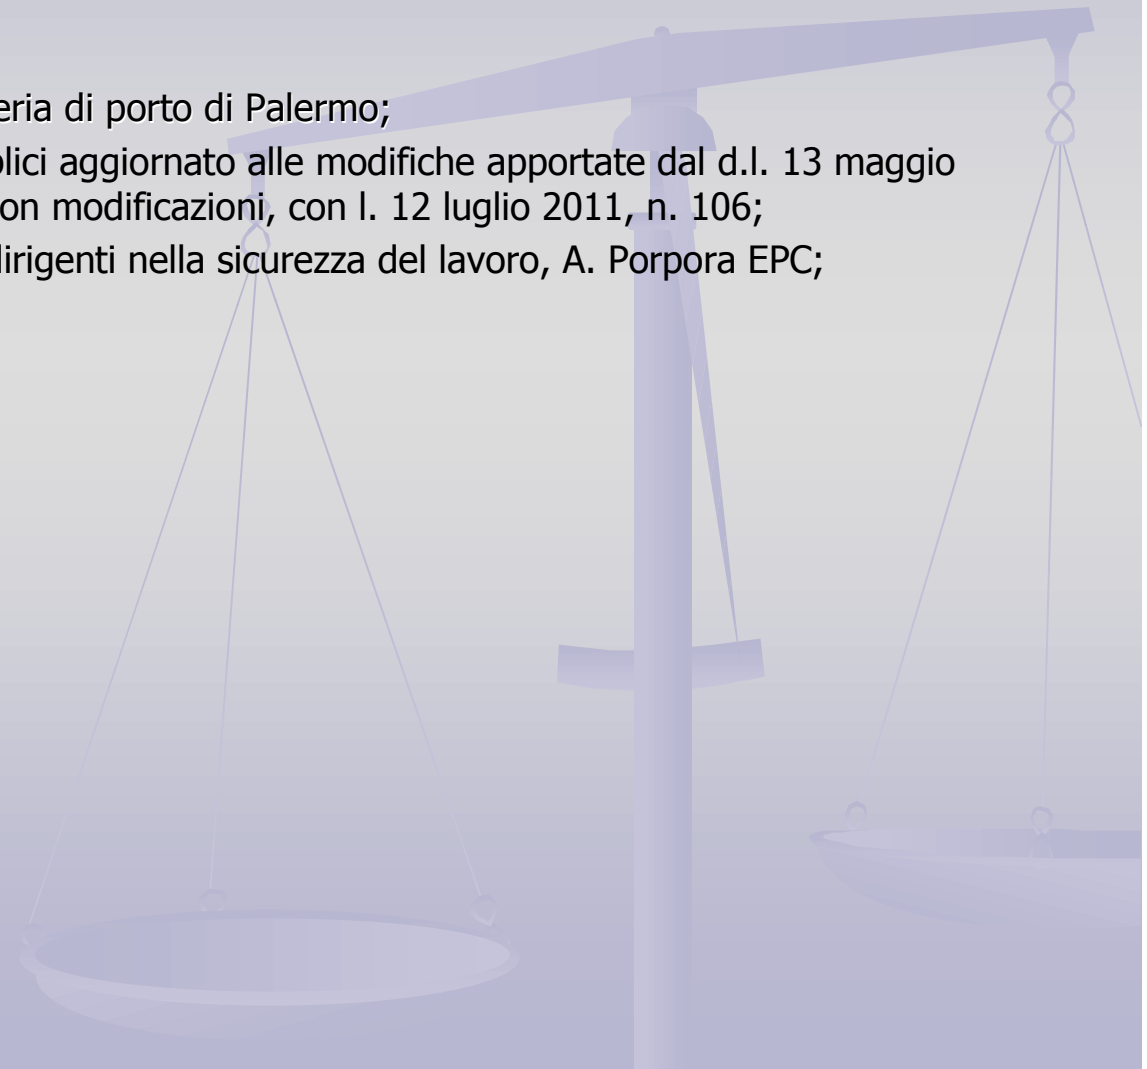 eria di porto di Palermo;
olici aggiornato alle modifiche apportate dal d.l. 13 maggio
on modificazioni, con l. 12 luglio 2011, n. 106;
dirigenti nella sicurezza del lavoro, A. Porpora EPC;